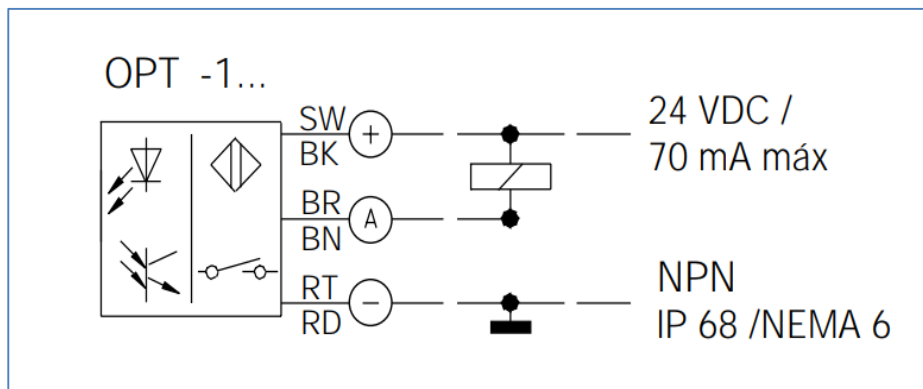 OPT -1...
SW
BK
+
24 VDC /
70 mA máx
BR
BN
A
RT
RD
−
NPN
IP 68 /NEMA 6